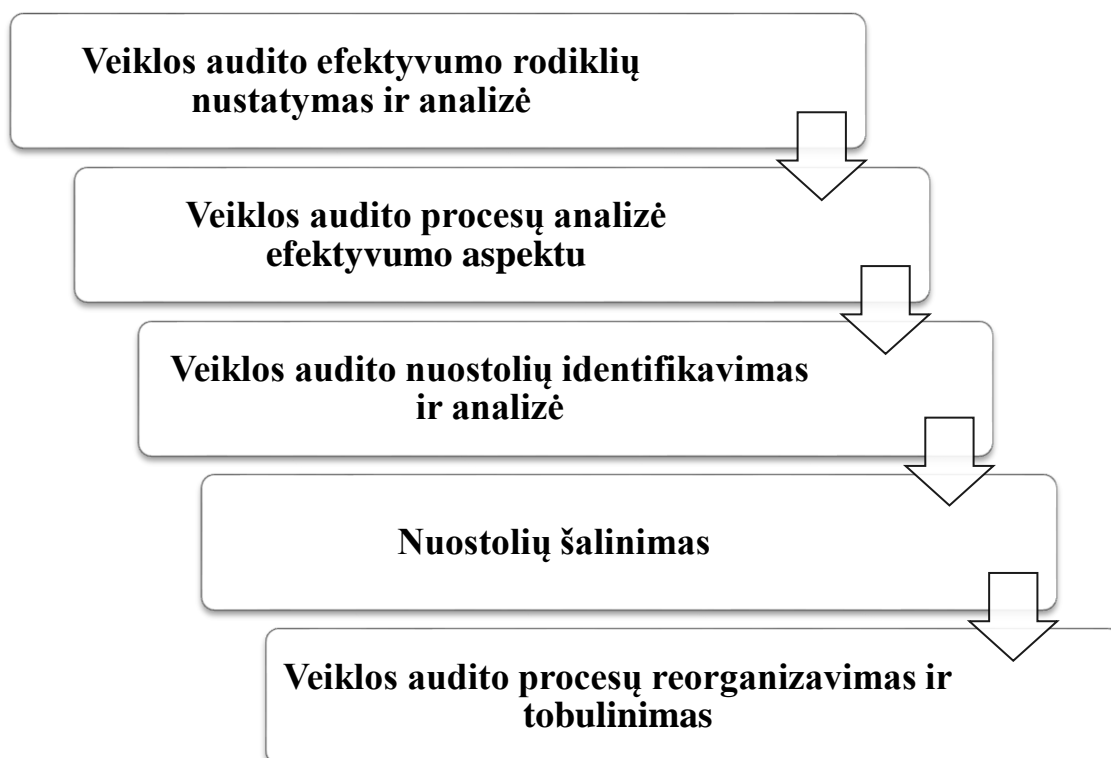 Veiklos audito efektyvumo rodiklių
nustatymas ir analizė
Veiklos audito procesų analizė
efektyvumo aspektu
Veiklos audito nuostolių identifikavimas
ir analizė
Nuostolių šalinimas
Veiklos audito procesų reorganizavimas ir
tobulinimas